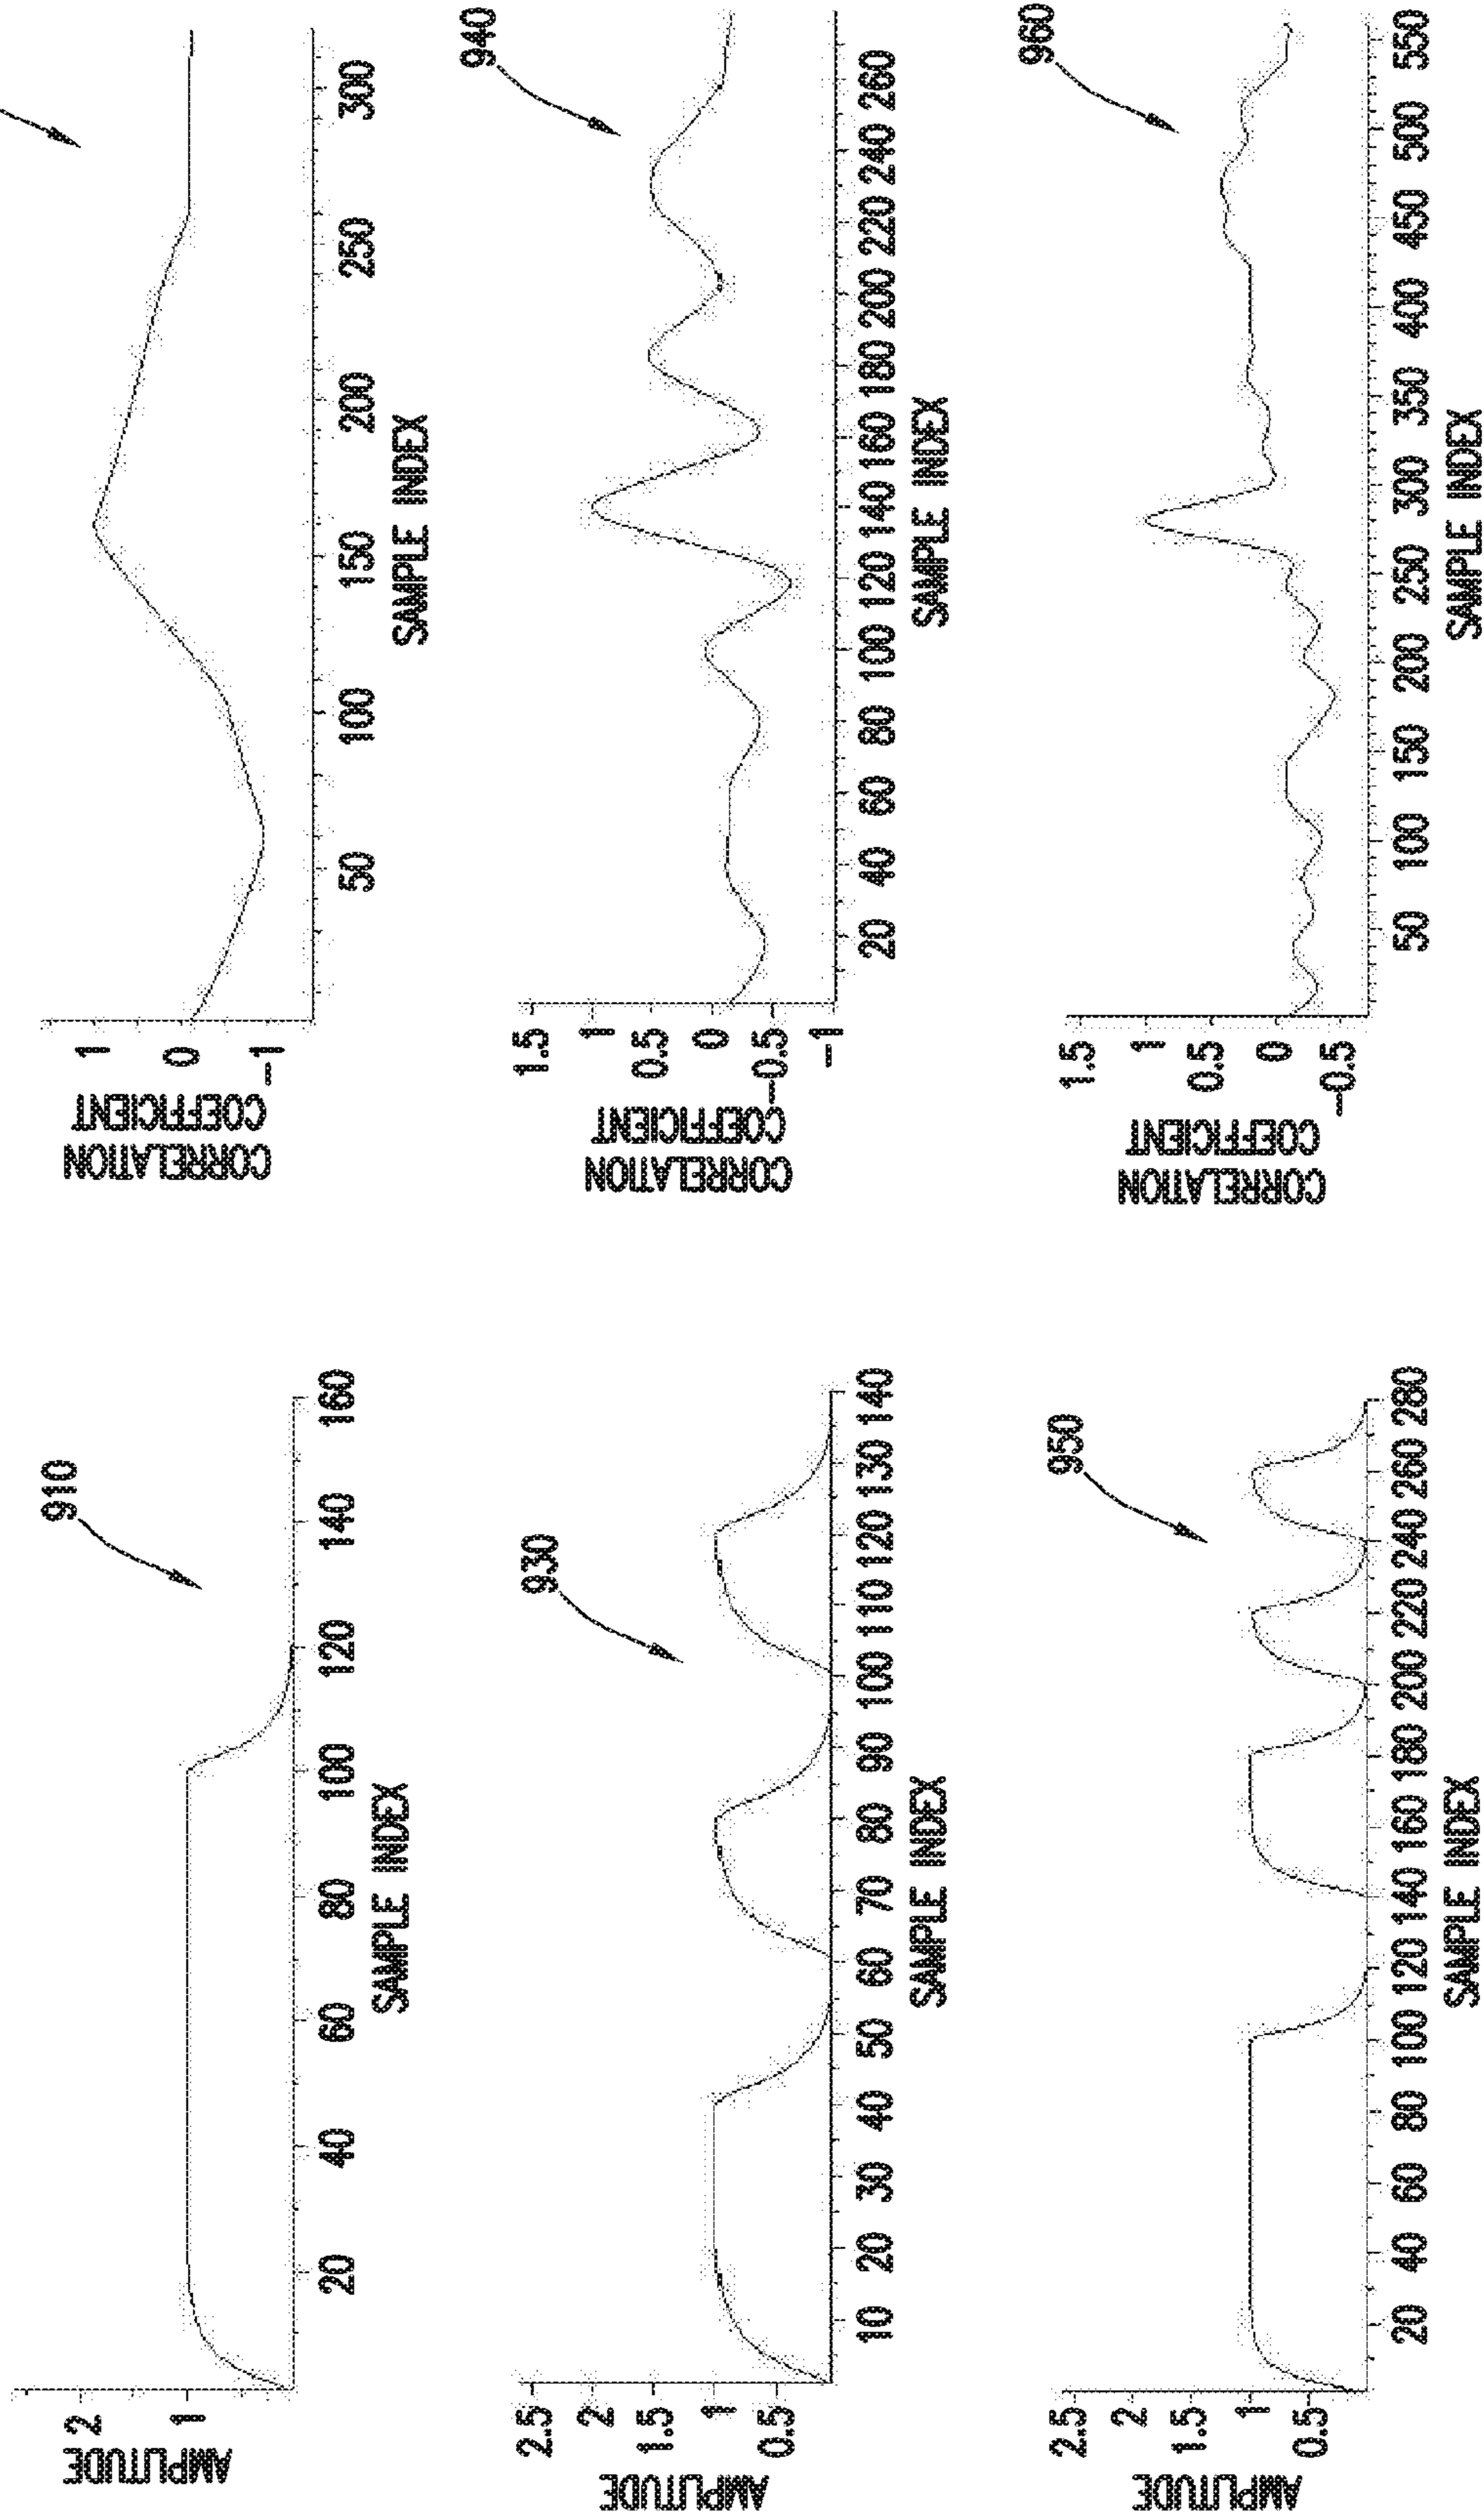 910
AMPLITUDE
2
1
20 40 60 80 100 120 140 160
SAMPLE INDEX
CORRELATION
COEFFICIENT
1
0
-1
50 100 150 200 250 300
SAMPLE INDEX
930
AMPLITUDE
2.5
2
1.5
1
0.5
10 20 30 40 50 60 70 80 90 100 110 120 130 140
SAMPLE INDEX
940
CORRELATION
COEFFICIENT
1.5
1
0.5
0
-0.5
-1
20 40 60 80 100 120 140 160 180 200 220 240 260
SAMPLE INDEX
950
AMPLITUDE
2.5
2
1.5
1
0.5
20 40 60 80 100 120 140 160 180 200 220 240 260 280
SAMPLE INDEX
960
CORRELATION
COEFFICIENT
1.5
1
0.5
0
-0.5
50 100 150 200 250 300 350 400 450 500 550
SAMPLE INDEX